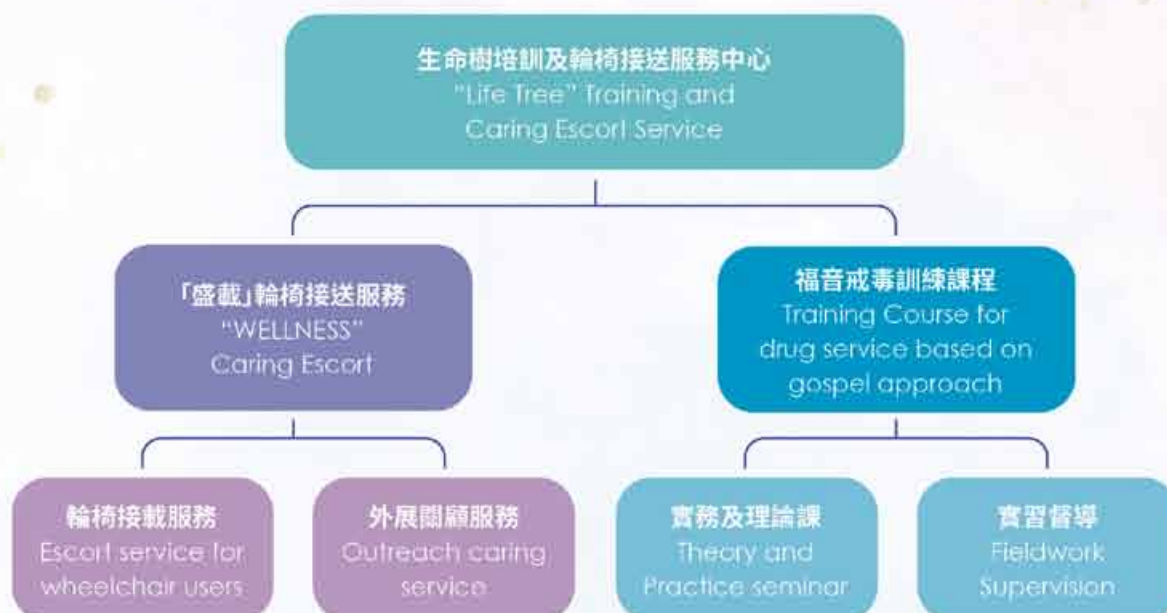 生命樹培訓及輪椅接送服務中心
“Life Tree” Training and
Caring Escort Service
「盛載」輪椅接送服務
“WELLNESS”
Caring Escort
福音戒毒訓練課程
Training Course for
drug service based on
gospel approach
輪椅接載服務
Escort service for
wheelchair users
外展關顧服務
Outreach caring
service
實務及理論課
Theory and
Practice seminar
實習督導
Fieldwork
Supervision